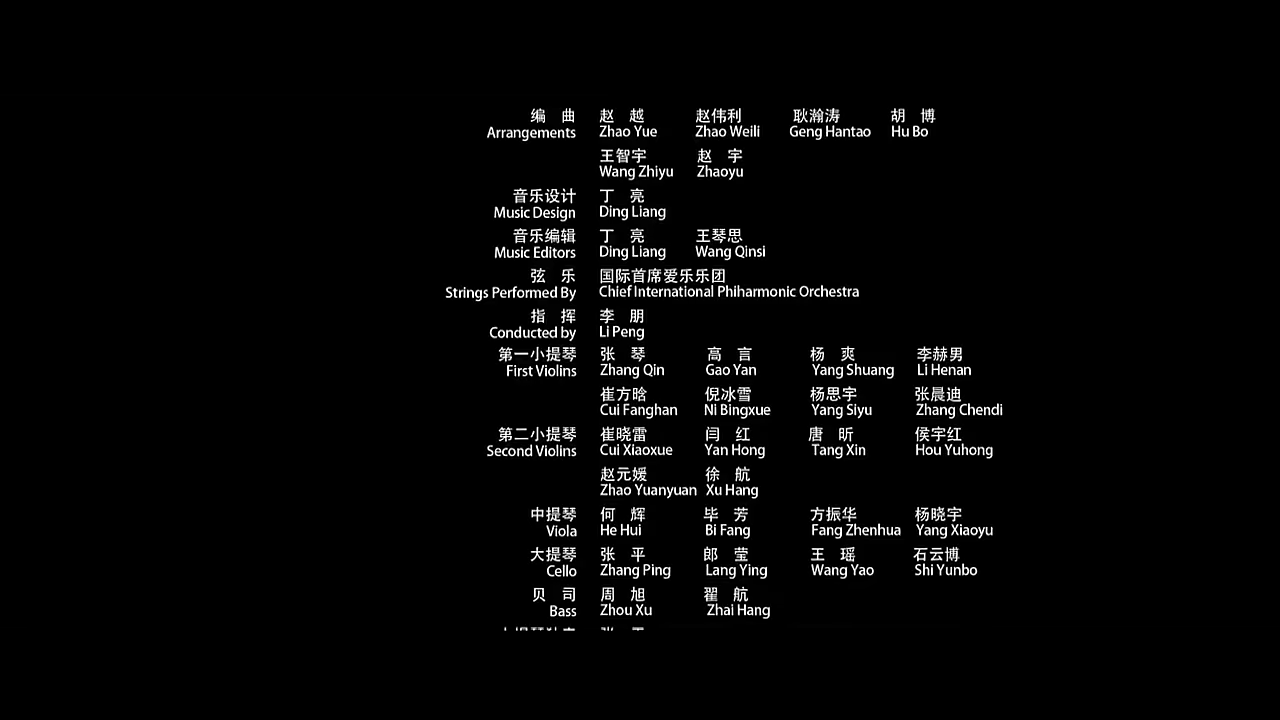 编 曲 赵 越 赵伟利 耿瀚涛 胡 博
Arrangements Zhao Yue Zhao Weili Geng Hantao Hu Bo
王智宇 赵 宇
Wang Zhiyu Zhaoyu
音乐设计 丁 亮
Music Design Ding Liang
音乐编辑 丁 亮 王琴思
Music Editors Ding Liang Wang Qinsi
弦 乐 国际首席爱乐乐团
Strings Performed By Chief International Phiharmonic Orchestra
指 挥 李 朋
Conducted by Li Peng
第一小提琴 张 琴 高 言 杨 爽 李赫男
First Violins Zhang Qin Gao Yan Yang Shuang Li Henan
崔方晗 倪冰雪 杨思宇 张晨迪
Cui Fanghan Ni Bingxue Yang Siyu Zhang Chendi
第二小提琴 崔晓雷 闫 红 唐 昕 侯宇红
Second Violins Cui Xiaoxue Yan Hong Tang Xin Hou Yuhong
赵元媛 徐 航
Zhao Yuanyuan Xu Hang
中提琴 何 辉 毕 芳 方振华 杨晓宇
Viola He Hui Bi Fang Fang Zhenhua Yang Xiaoyu
大提琴 张 平 郎 莹 王 瑶 石云博
Cello Zhang Ping Lang Ying Wang Yao Shi Yunbo
贝 司 周 旭 翟 航
Bass Zhou Xu Zhai Hang